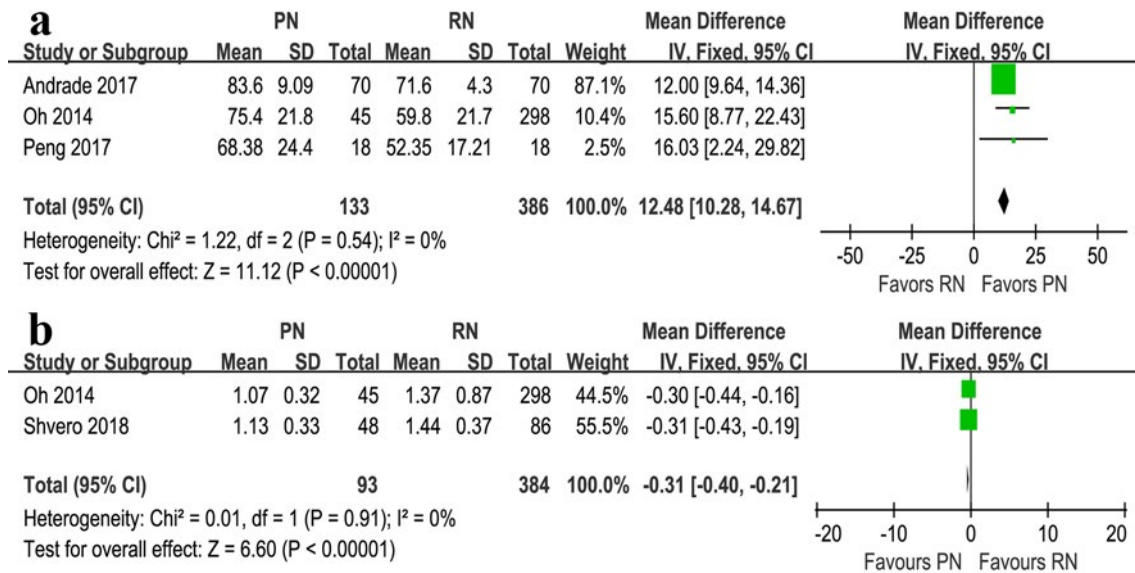 a PN RN Mean Difference Mean Difference
Study or Subgroup Mean SD Total Mean SD Total Weight IV, Fixed, 95% CI IV, Fixed, 95% CI
Andrade 2017 83.6 9.09 70 71.6 4.3 70 87.1% 12.00 [9.64, 14.36]
Oh 2014 75.4 21.8 45 59.8 21.7 298 10.4% 15.60 [8.77, 22.43]
Peng 2017 68.38 24.4 18 52.35 17.21 18 2.5% 16.03 [2.24, 29.82]
Total (95% CI) 133 386 100.0% 12.48 [10.28, 14.67]
Heterogeneity: Chi² = 1.22, df = 2 (P = 0.54); I² = 0%
Test for overall effect: Z = 11.12 (P < 0.00001)
-50 -25 0 25 50
Favors RN Favors PN
b PN RN Mean Difference Mean Difference
Study or Subgroup Mean SD Total Mean SD Total Weight IV, Fixed, 95% CI IV, Fixed, 95% CI
Oh 2014 1.07 0.32 45 1.37 0.87 298 44.5% -0.30 [-0.44, -0.16]
Shvero 2018 1.13 0.33 48 1.44 0.37 86 55.5% -0.31 [-0.43, -0.19]
Total (95% CI) 93 384 100.0% -0.31 [-0.40, -0.21]
Heterogeneity: Chi² = 0.01, df = 1 (P = 0.91); I² = 0%
Test for overall effect: Z = 6.60 (P < 0.00001)
-20 -10 0 10 20
Favours PN Favours RN